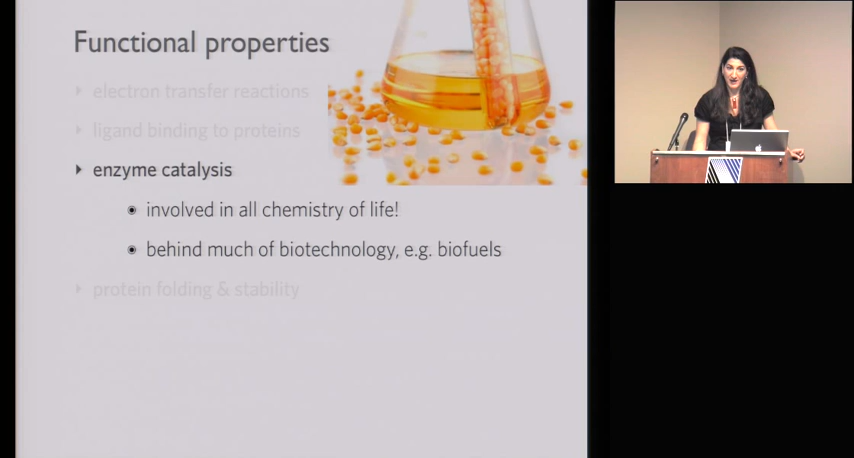 Functional properties
electron transfer reactions
ligand binding to proteins
enzyme catalysis
involved in all chemistry of life!
behind much of biotechnology, e.g. biofuels
protein folding & stability